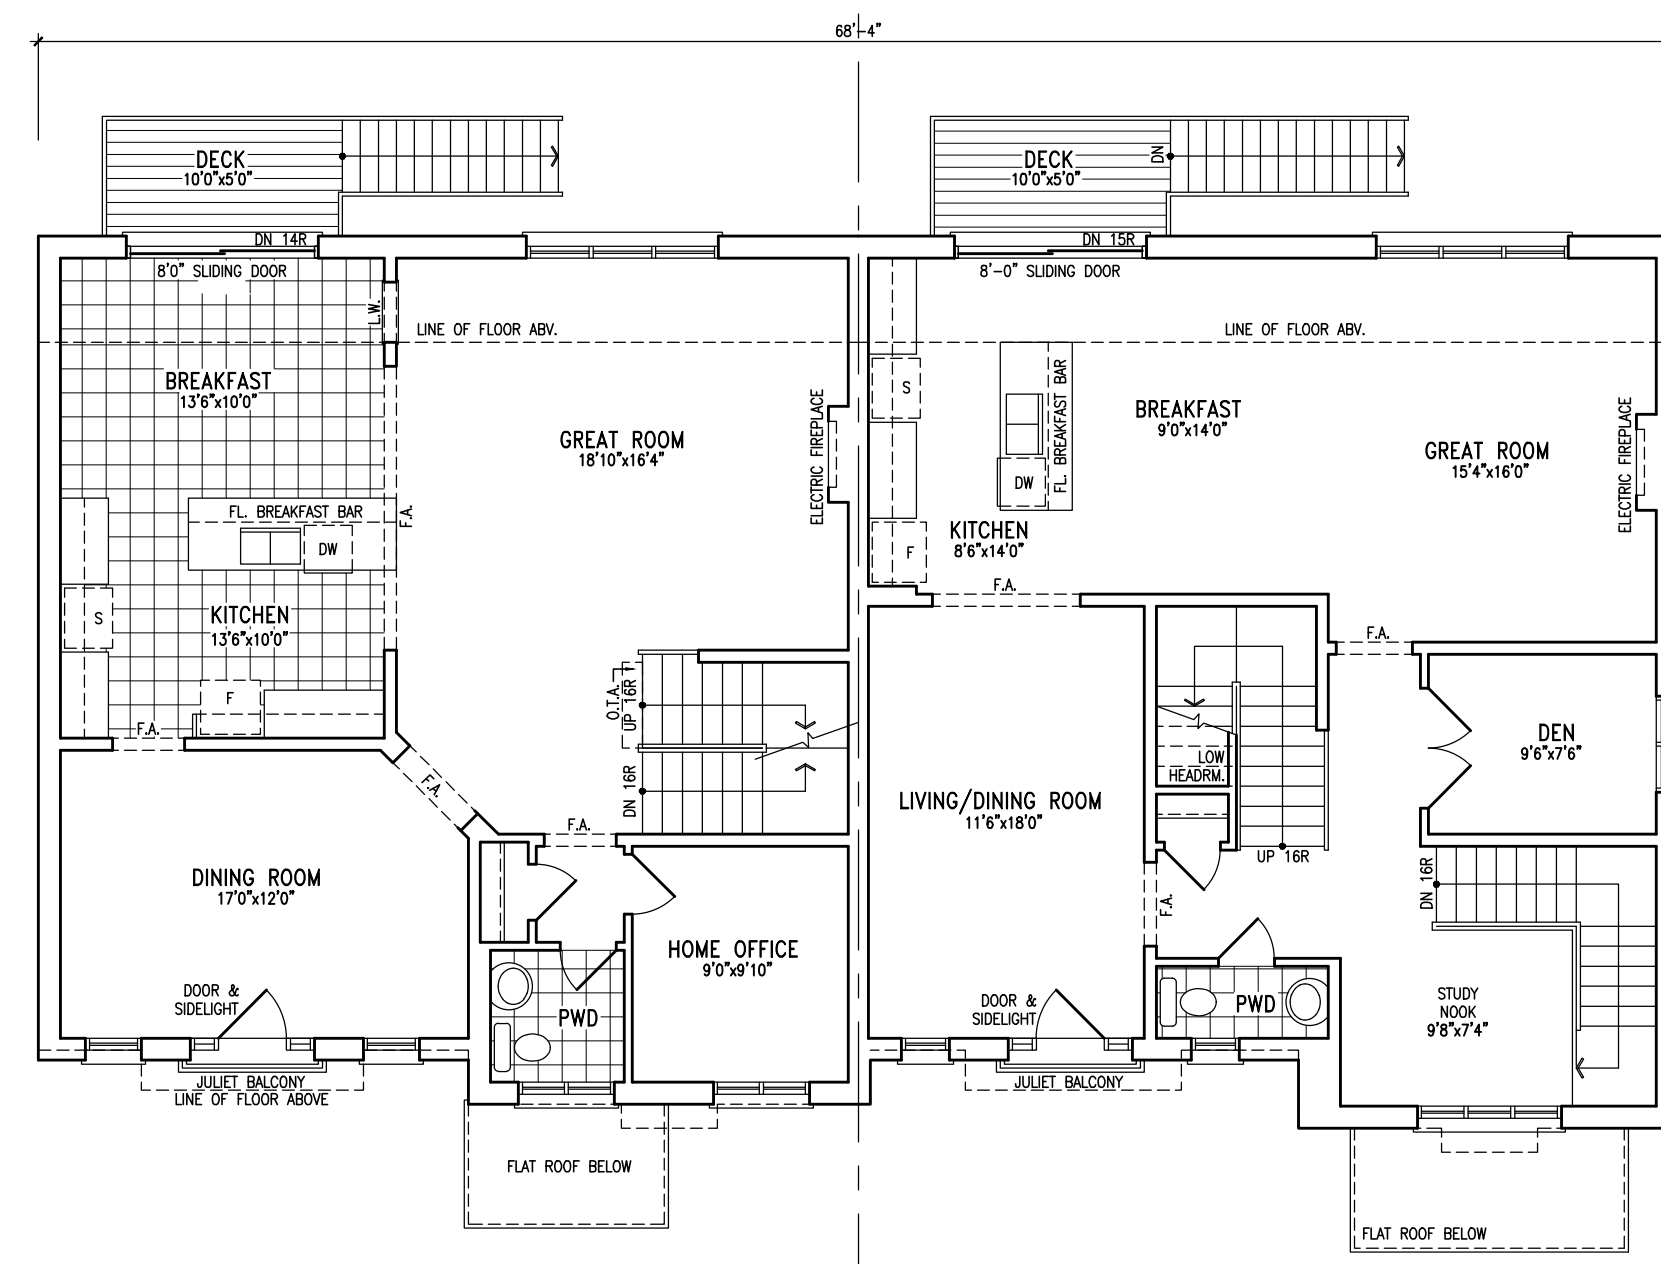 68'-4"
DECK
10'0"x5'0"
DN 14R
8'0" SLIDING DOOR
L.W.
LINE OF FLOOR ABV.
BREAKFAST
13'6"x10'0"
GREAT ROOM
18'10"x16'4"
ELECTRIC FIREPLACE
FL. BREAKFAST BAR
DW
F.A.
S
KITCHEN
13'6"x10'0"
F
F.A.
F.A.
O.T.A.
UP 16R
DN 16R
F.A.
DINING ROOM
17'0"x12'0"
HOME OFFICE
9'0"x9'10"
PWD
DOOR &
SIDELIGHT
JULIET BALCONY
LINE OF FLOOR ABOVE
FLAT ROOF BELOW
DECK
10'0"x5'0"
DN
DN 15R
8'-0" SLIDING DOOR
LINE OF FLOOR ABV.
S
FL. BREAKFAST BAR
DW
BREAKFAST
9'0"x14'0"
GREAT ROOM
15'4"x16'0"
ELECTRIC FIREPLACE
KITCHEN
8'6"x14'0"
F
F.A.
F.A.
LOW
HEADRM.
DEN
9'6"x7'6"
LIVING/DINING ROOM
11'6"x18'0"
UP 16R
DN 16R
F.A.
DOOR &
SIDELIGHT
PWD
STUDY
NOOK
9'8"x7'4"
JULIET BALCONY
FLAT ROOF BELOW